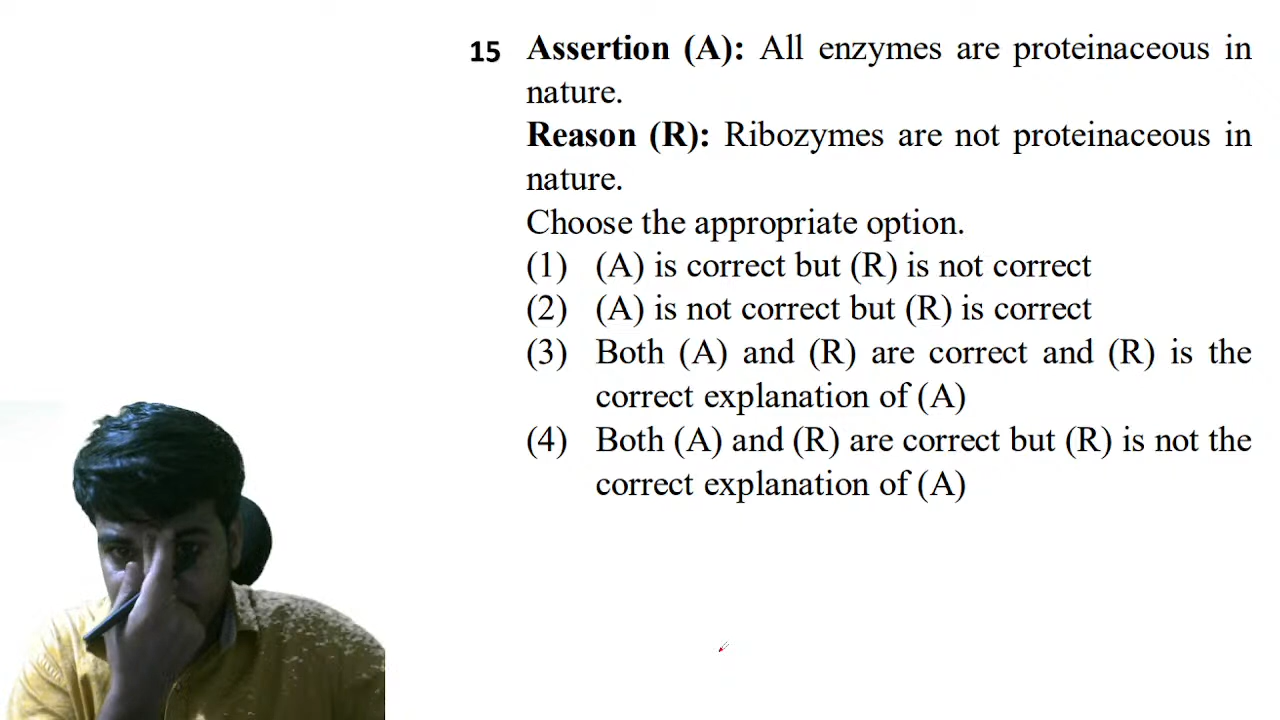 15 Assertion (A): All enzymes are proteinaceous in
nature.
Reason (R): Ribozymes are not proteinaceous in
nature.
Choose the appropriate option.
(1) (A) is correct but (R) is not correct
(2) (A) is not correct but (R) is correct
(3) Both (A) and (R) are correct and (R) is the
correct explanation of (A)
(4) Both (A) and (R) are correct but (R) is not the
correct explanation of (A)